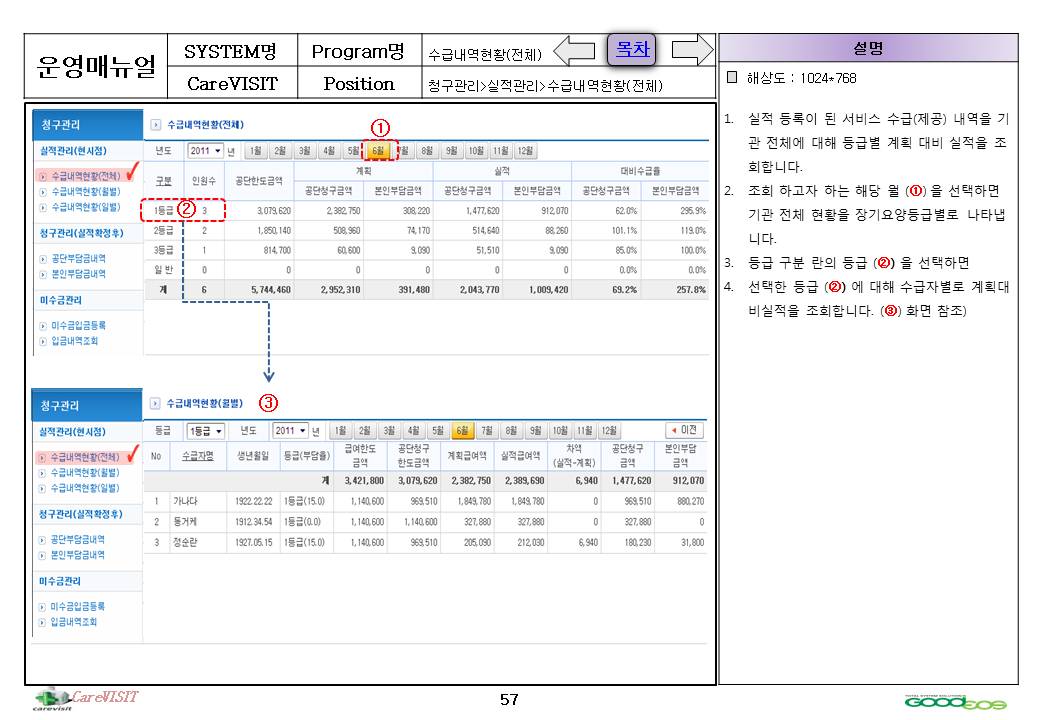 운영매뉴얼
SYSTEM명 Program명 수급내역현황(전체) 목차
CareVISIT Position 청구관리>실적관리>수급내역현황(전체)
설명
해상도 : 1024*768
1. 실적 등록이 된 서비스 수급(제공) 내역을 기
관 전체에 대해 등급별 계획 대비 실적을 조
회합니다.
2. 조회 하고자 하는 해당 월 (①) 을 선택하면
기관 전체 현황을 장기요양등급별로 나타냅
니다.
3. 등급 구분 란의 등급 (②) 을 선택하면
4. 선택한 등급 (②) 에 대해 수급자별로 계획대
비실적을 조회합니다. (③) 화면 참조)
청구관리
실적관리(현시점)
수급내역현황(전체)
수급내역현황(월별)
수급내역현황(일별)
청구관리(실적확정후)
공단부담금내역
본인부담금내역
미수금관리
미수금입금등록
입금내역조회
수급내역현황(전체)
①
년도 2011 년 1월 2월 3월 4월 5월 6월 7월 8월 9월 10월 11월 12월
구분 인원수 공단한도금액 계획 실적 대비수급률
공단청구금액 본인부담금액 공단청구금액 본인부담금액 공단청구금액 본인부담금액
1등급 ② 3 3,079,620 2,382,750 308,220 1,477,620 912,070 62.0% 295.9%
2등급 2 1,850,140 508,960 74,170 514,640 88,260 101.1% 119.0%
3등급 1 814,700 60,600 9,090 51,510 9,090 85.0% 100.0%
일 반 0 0 0 0 0 0 0.0% 0.0%
계 6 5,744,460 2,952,310 391,480 2,043,770 1,009,420 69.2% 257.8%
청구관리
실적관리(현시점)
수급내역현황(전체)
수급내역현황(월별)
수급내역현황(일별)
청구관리(실적확정후)
공단부담금내역
본인부담금내역
미수금관리
미수금입금등록
입금내역조회
수급내역현황(월별) ③
등급 1등급 년도 2011 년 1월 2월 3월 4월 5월 6월 7월 8월 9월 10월 11월 12월 이전
No 수급자명 생년월일 등급(부담율) 급여한도금액 공단청구한도금액 계획급여액 실적급여액 차액(실적-계획) 공단청구금액 본인부담금액
계 3,421,800 3,079,620 2,382,750 2,389,690 6,940 1,477,620 912,070
1 가나다 1922.22.22 1등급(15.0) 1,140,600 969,510 1,849,780 1,849,780 0 969,510 880,270
2 동거케 1912.34.54 1등급(0.0) 1,140,600 1,140,600 327,880 327,880 0 327,880 0
3 정순란 1927.05.15 1등급(15.0) 1,140,600 969,510 205,090 212,030 6,940 180,230 31,800
carevisit CareVISIT
57
TOTAL SYSTEM SOLUTION
GOODEOS